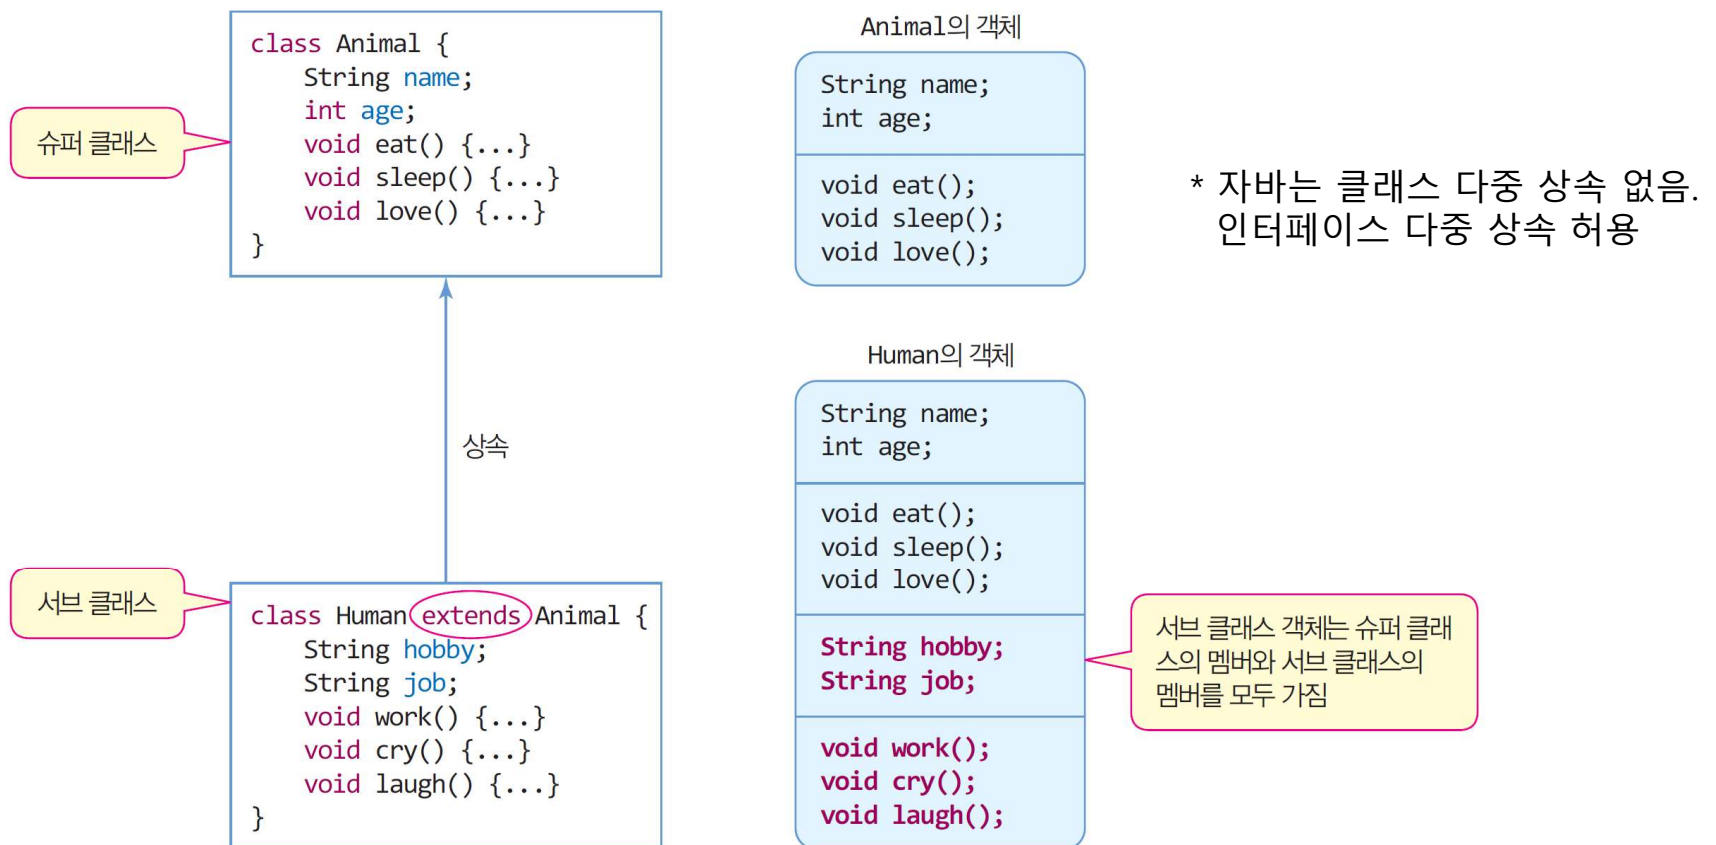 슈퍼 클래스
class Animal {
String name;
int age;
void eat() {...}
void sleep() {...}
void love() {...}
}
상속
서브 클래스
class Human extends Animal {
String hobby;
String job;
void work() {...}
void cry() {...}
void laugh() {...}
}
Animal의 객체
String name;
int age;
void eat();
void sleep();
void love();
Human의 객체
String name;
int age;
void eat();
void sleep();
void love();
String hobby;
String job;
void work();
void cry();
void laugh();
* 자바는 클래스 다중 상속 없음.
인터페이스 다중 상속 허용
서브 클래스 객체는 슈퍼 클래
스의 멤버와 서브 클래스의
멤버를 모두 가짐